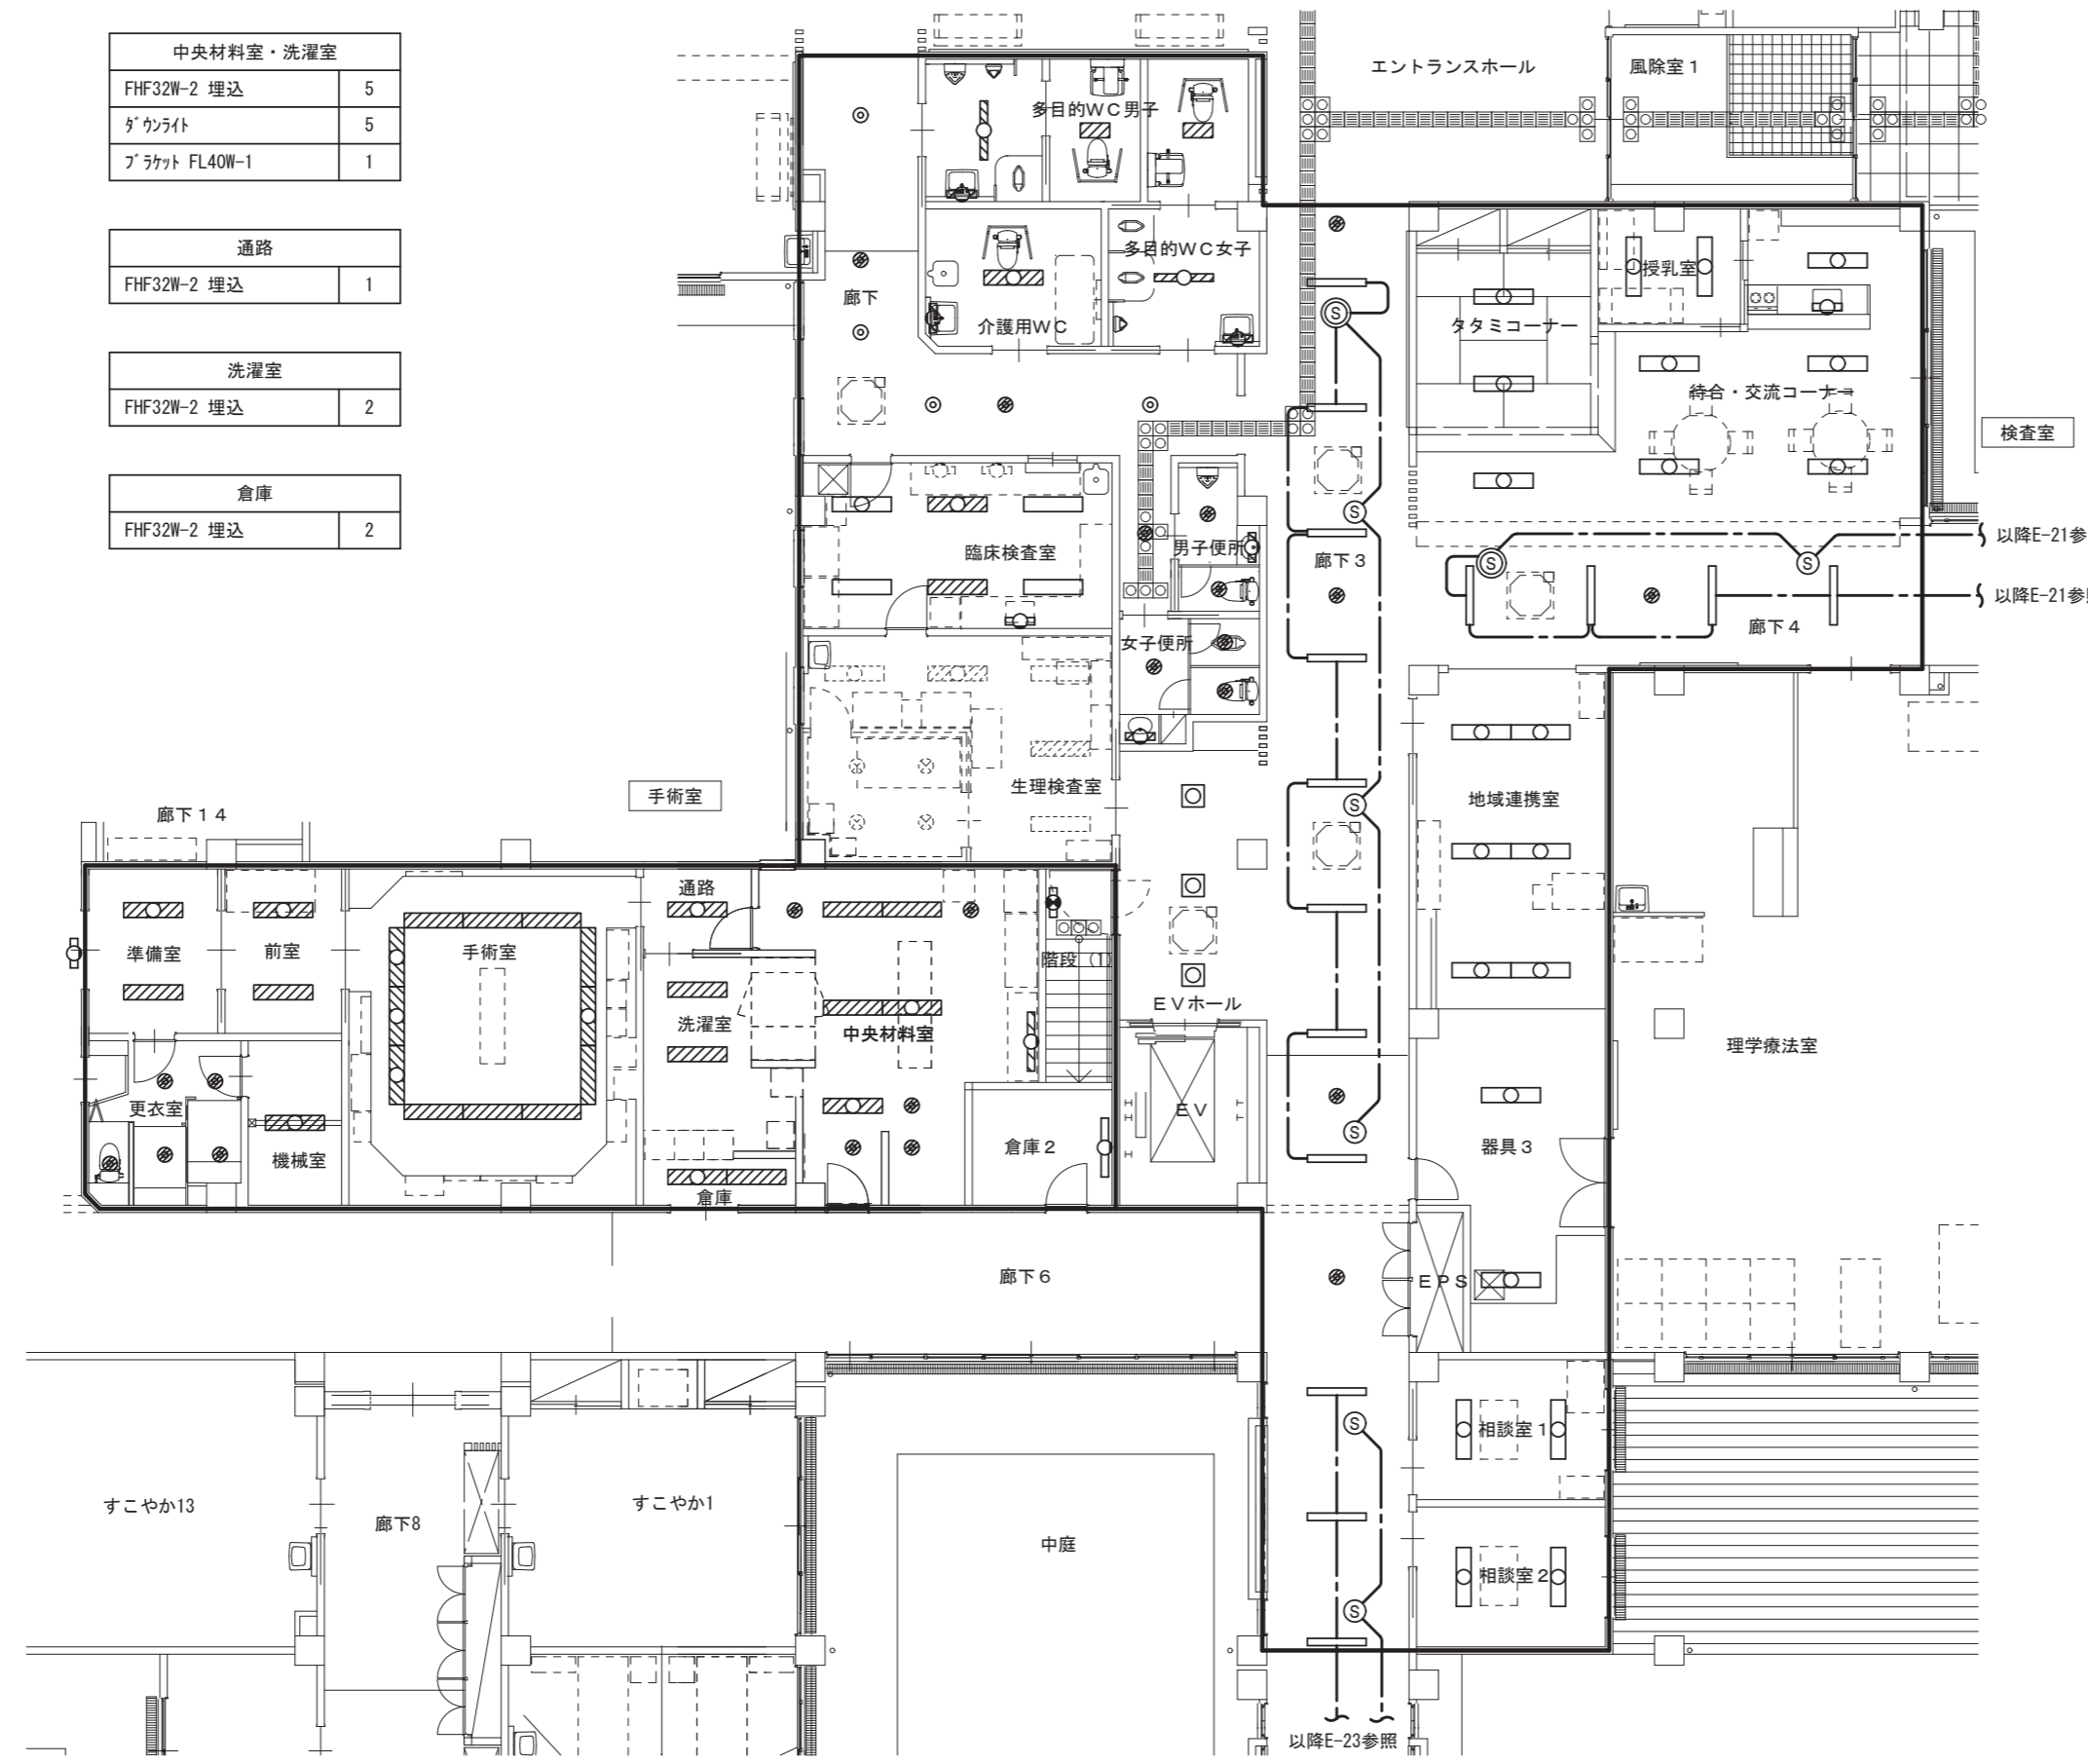 中央材料室・洗濯室
FHF32W-2 埋込 5
ダウンライト 5
ブラケット FL40W-1 1
通路
FHF32W-2 埋込 1
洗濯室
FHF32W-2 埋込 2
倉庫
FHF32W-2 埋込 2
エントランスホール
風除室1
多目的WC男子
多目的WC女子
廊下
介護用WC
授乳室
タタミコーナー
待合・交流コーナー
検査室
以降E-21参
S
S
臨床検査室
男子便所
廊下3
S
S
以降E-21参
廊下4
女子便所
生理検査室
手術室
地域連携室
S
廊下14
通路
準備室
前室
手術室
階段(1)
洗濯室
中央材料室
EVホール
理学療法室
更衣室
機械室
倉庫2
EV
S
器具3
倉庫
廊下6
EPS
S
相談室1
すこやか13
廊下8
すこやか1
中庭
相談室2
S
以降E-23参照